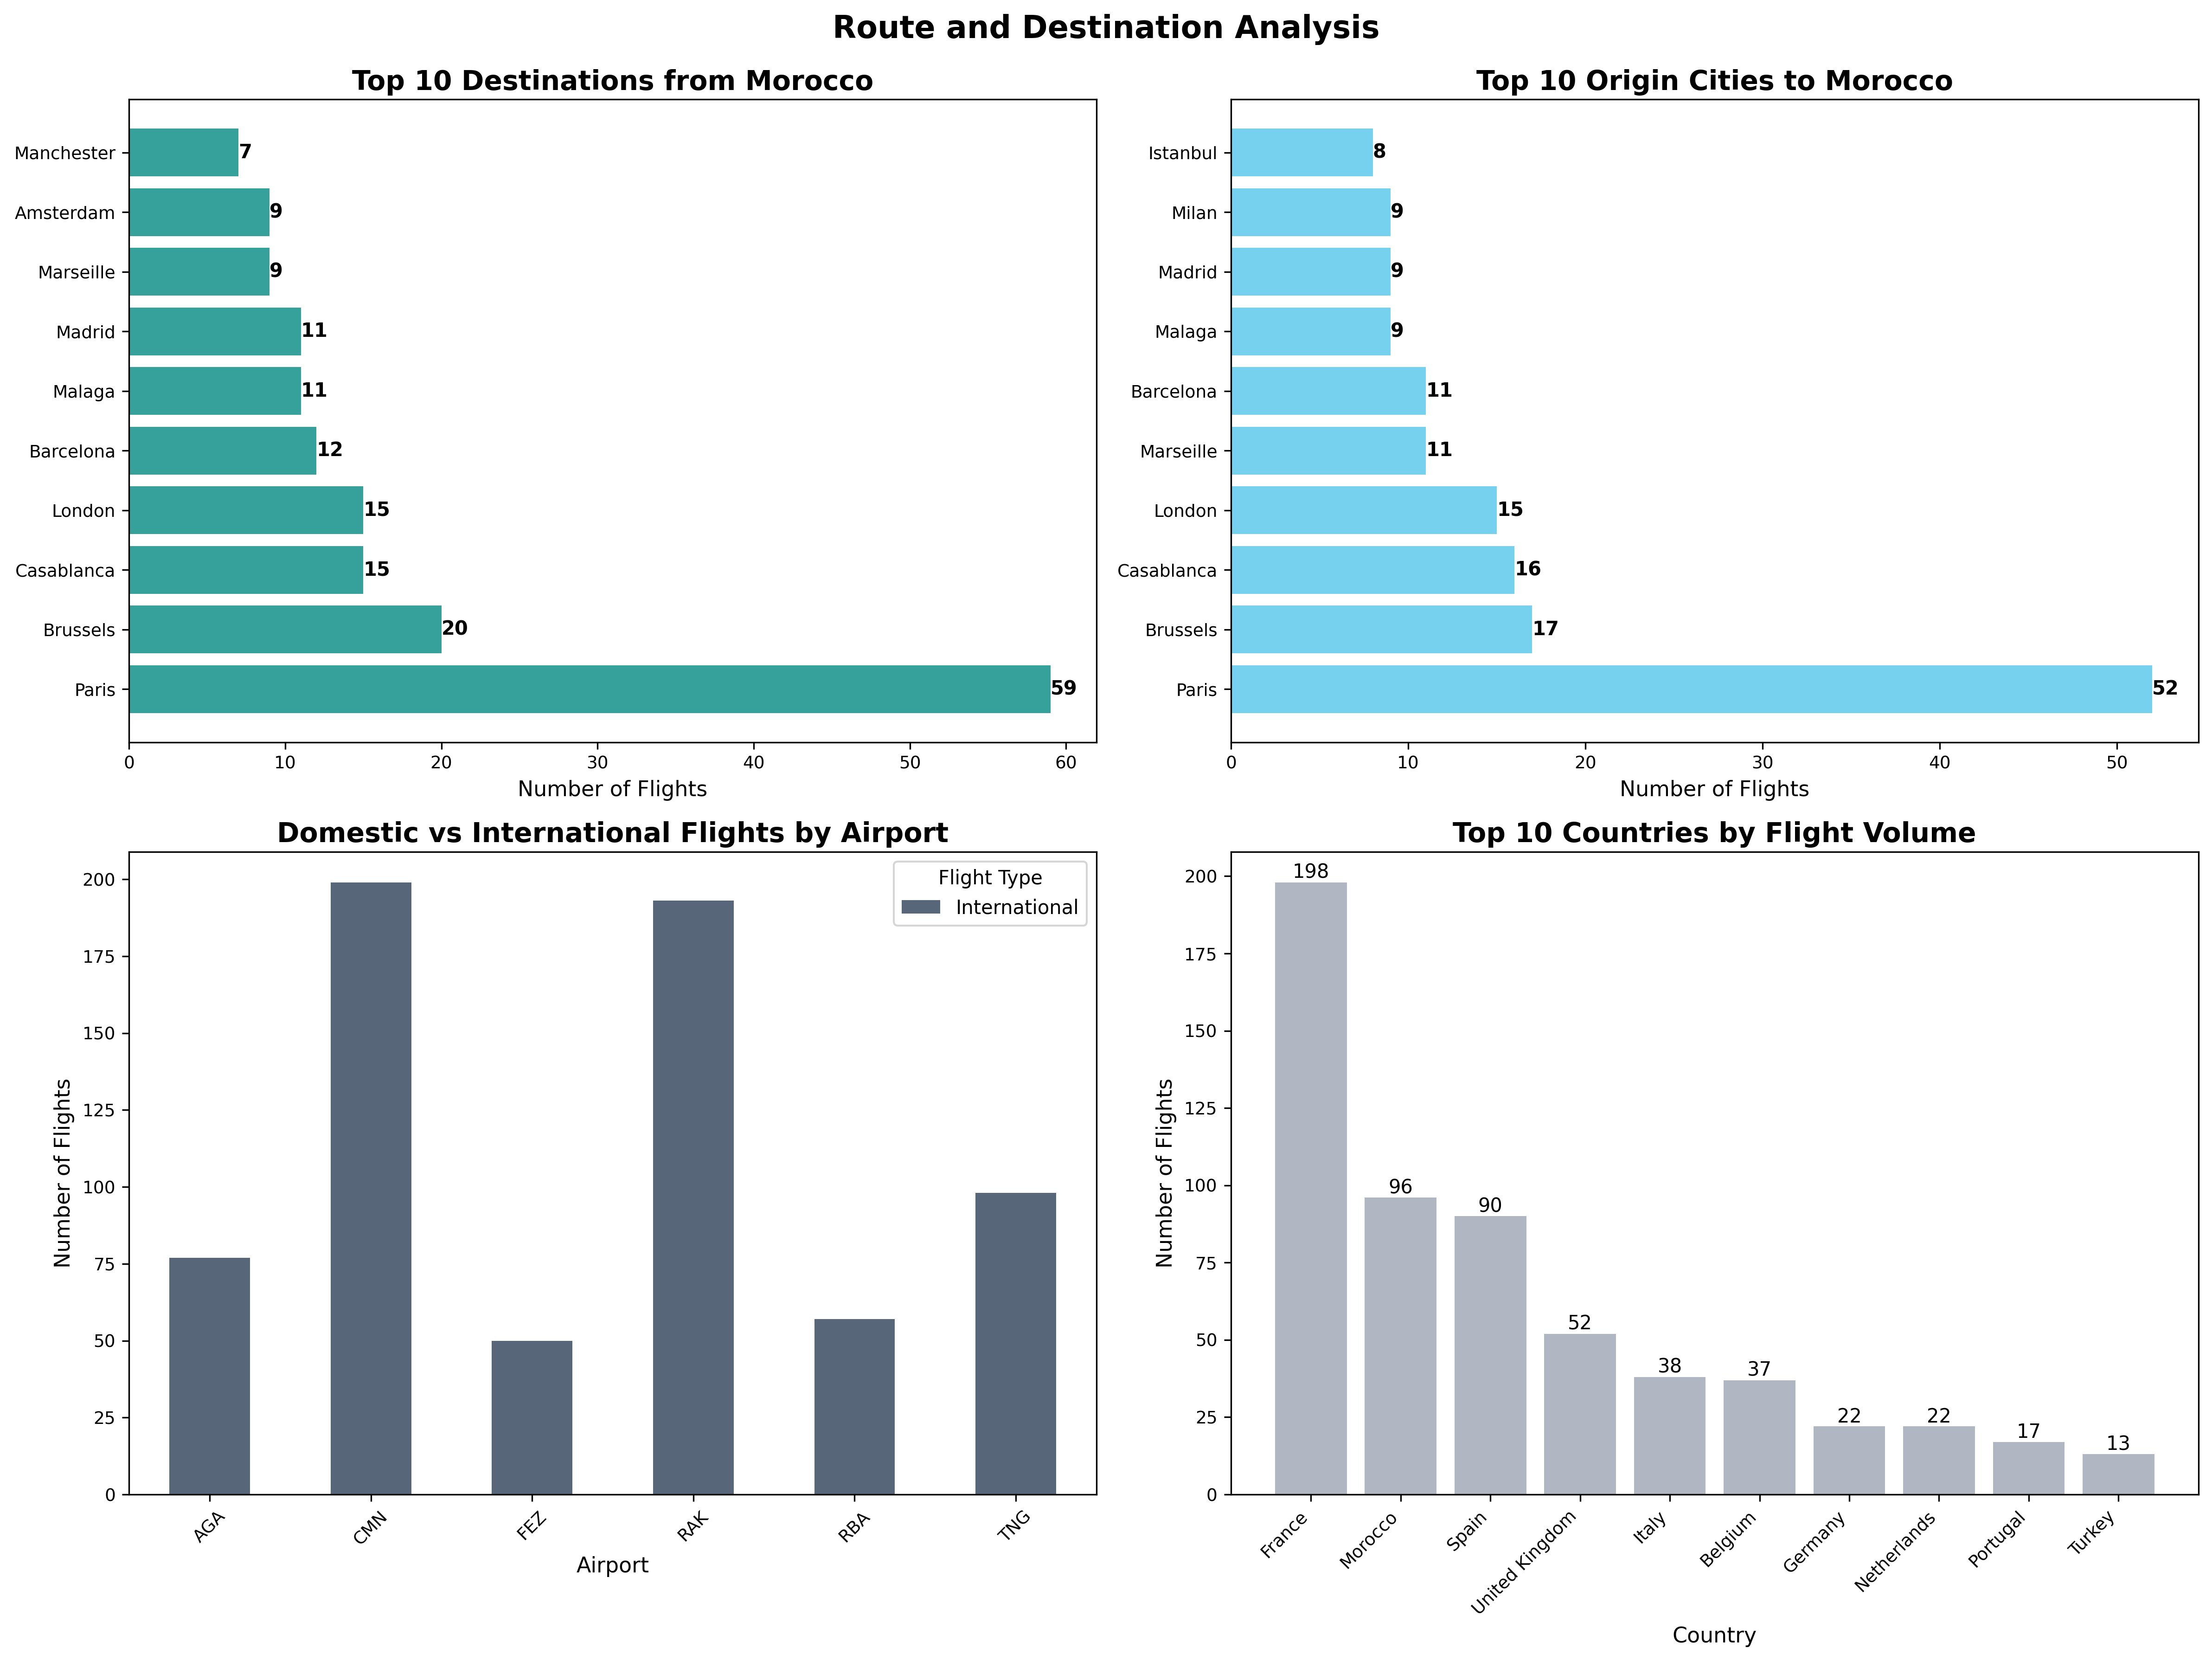 Route and Destination Analysis
Top 10 Destinations from Morocco
Manchester 7
Amsterdam 9
Marseille 9
Madrid 11
Malaga 11
Barcelona 12
London 15
Casablanca 15
Brussels 20
Paris 59
0 10 20 30 40 50 60
Number of Flights
Top 10 Origin Cities to Morocco
Istanbul 8
Milan 9
Madrid 9
Malaga 9
Barcelona 11
Marseille 11
London 15
Casablanca 16
Brussels 17
Paris 52
0 10 20 30 40 50
Number of Flights
Domestic vs International Flights by Airport
Flight Type
International
Number of Flights
200
175
150
125
100
75
50
25
0
AGA CMN FEZ RAK RBA TNG
Airport
Top 10 Countries by Flight Volume
Number of Flights
200
175
150
125
100
75
50
25
0
198 96 90 52 38 37 22 22 17 13
France Morocco Spain United Kingdom Italy Belgium Germany Netherlands Portugal Turkey
Country